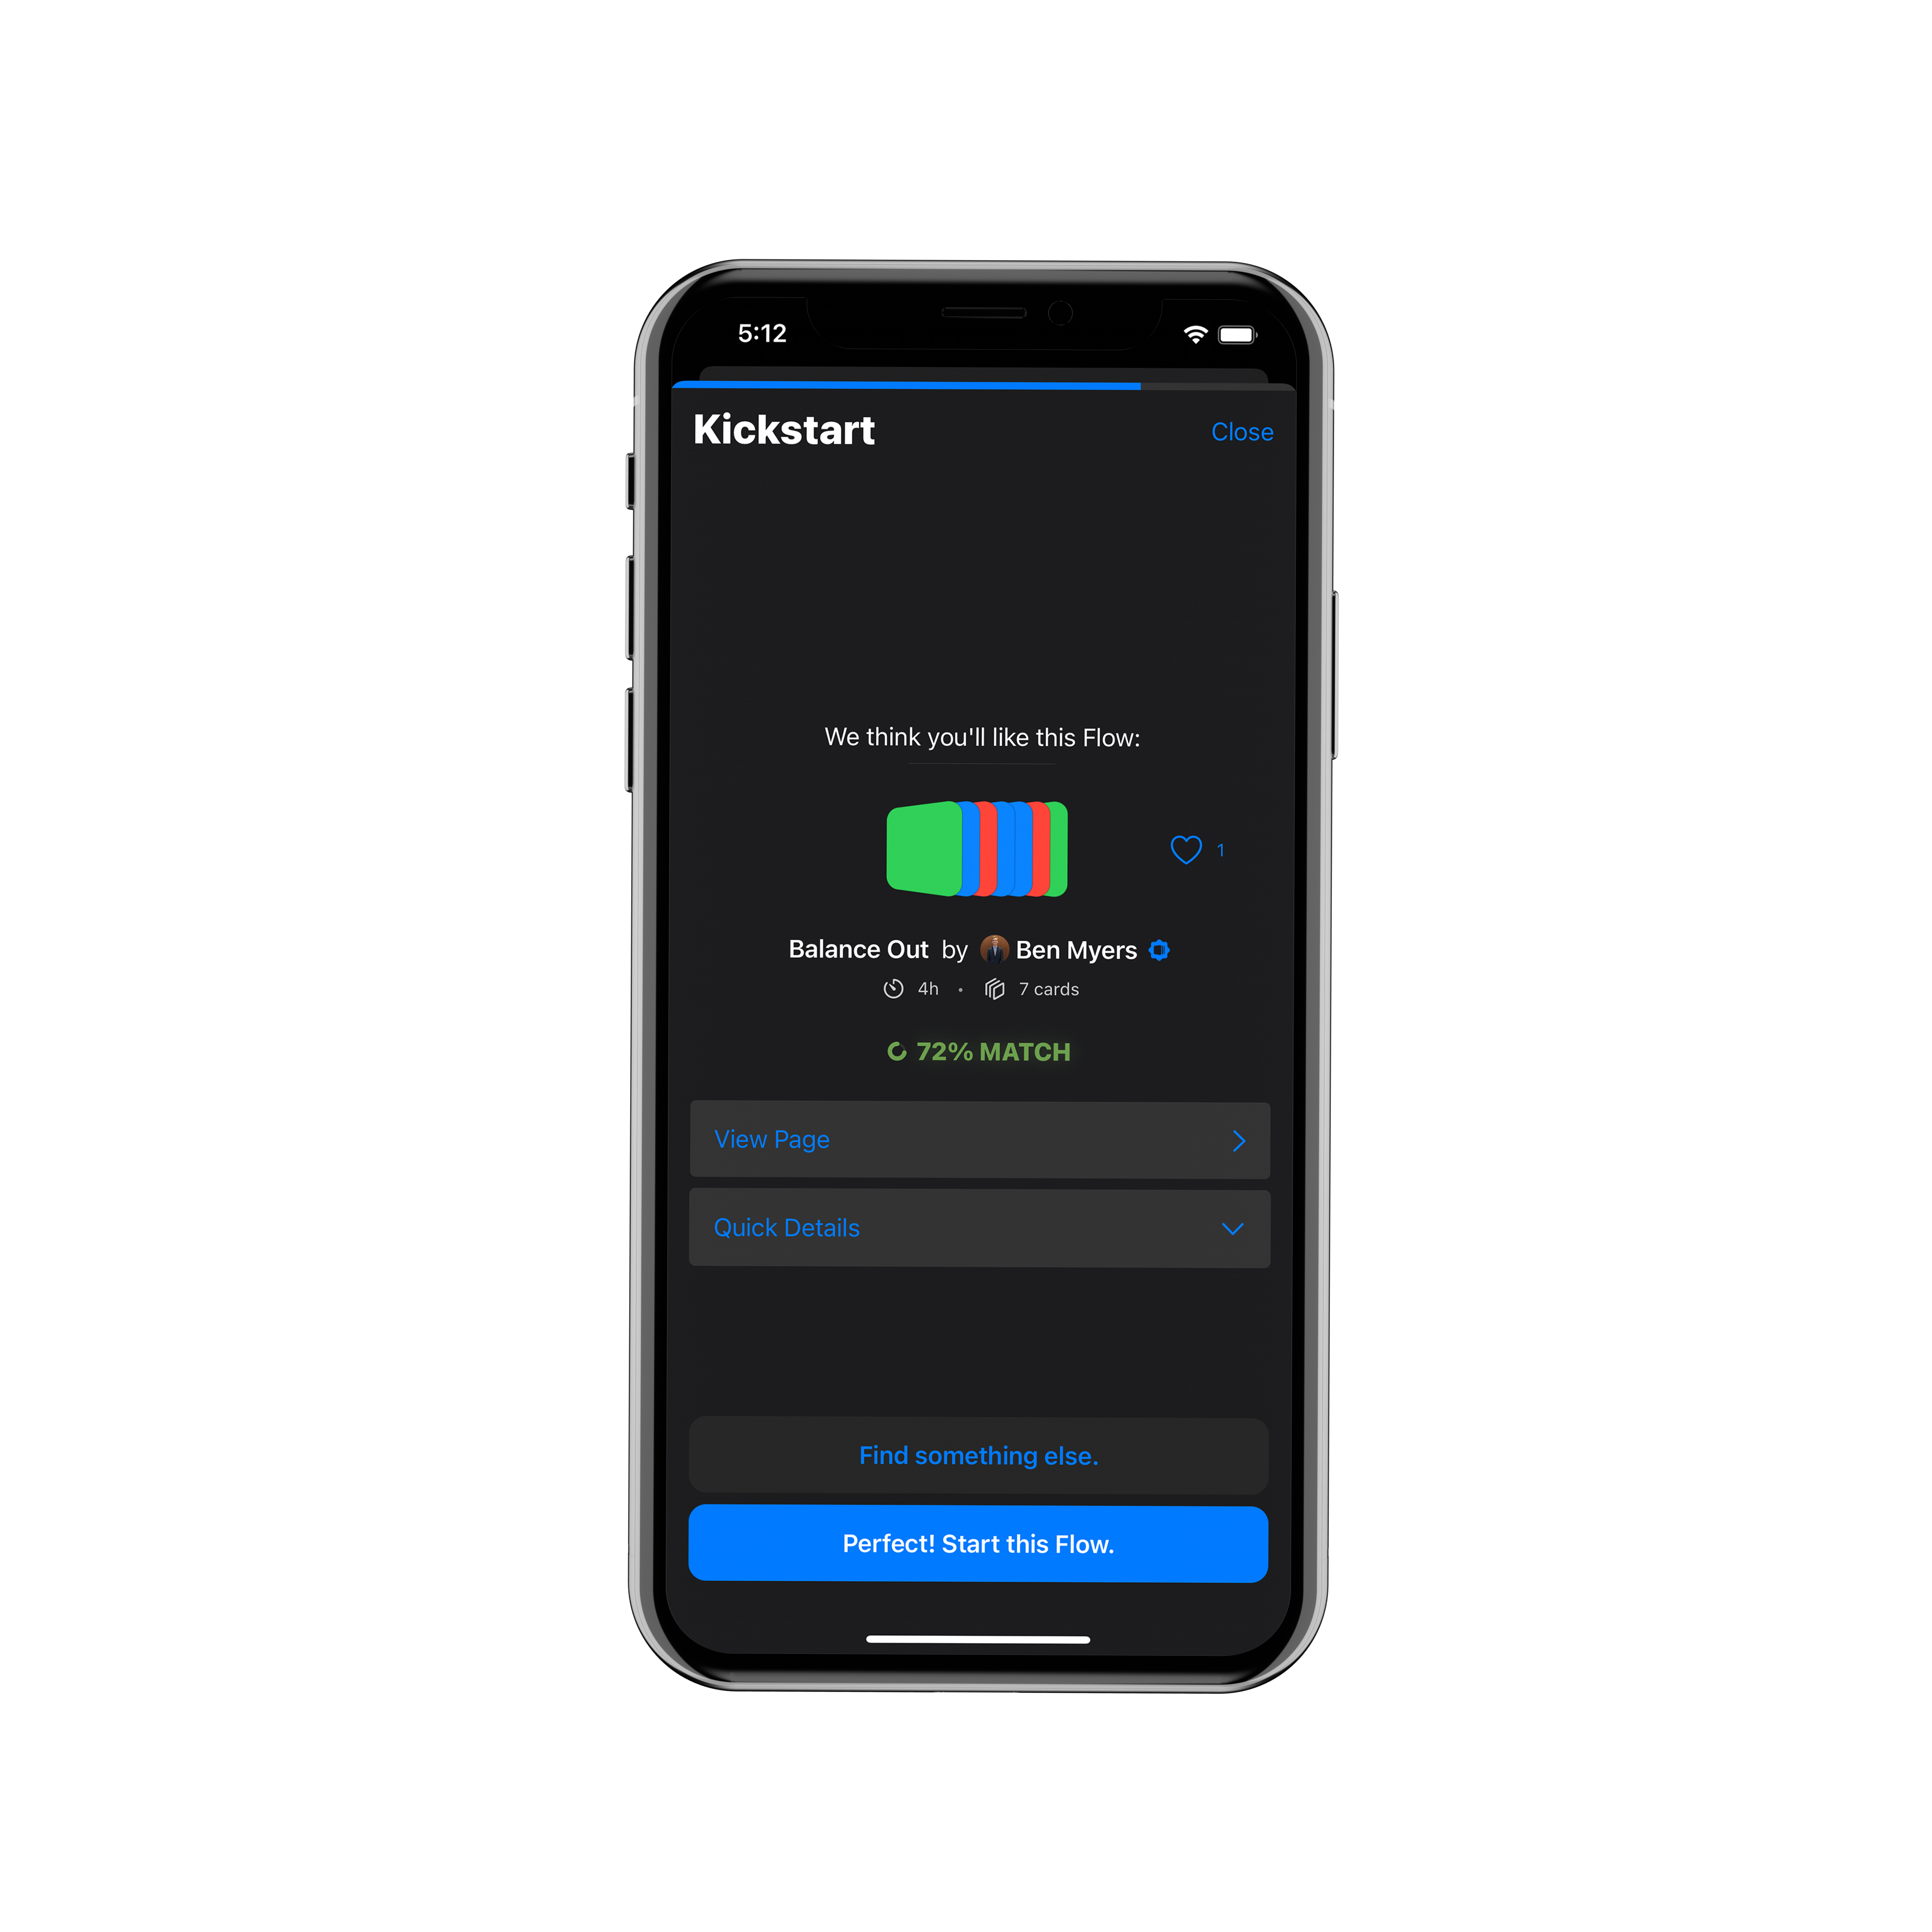 5:12
Kickstart Close
We think you'll like this Flow:
1
Balance Out by Ben Myers
4h • 7 cards
72% MATCH
View Page
Quick Details
Find something else.
Perfect! Start this Flow.